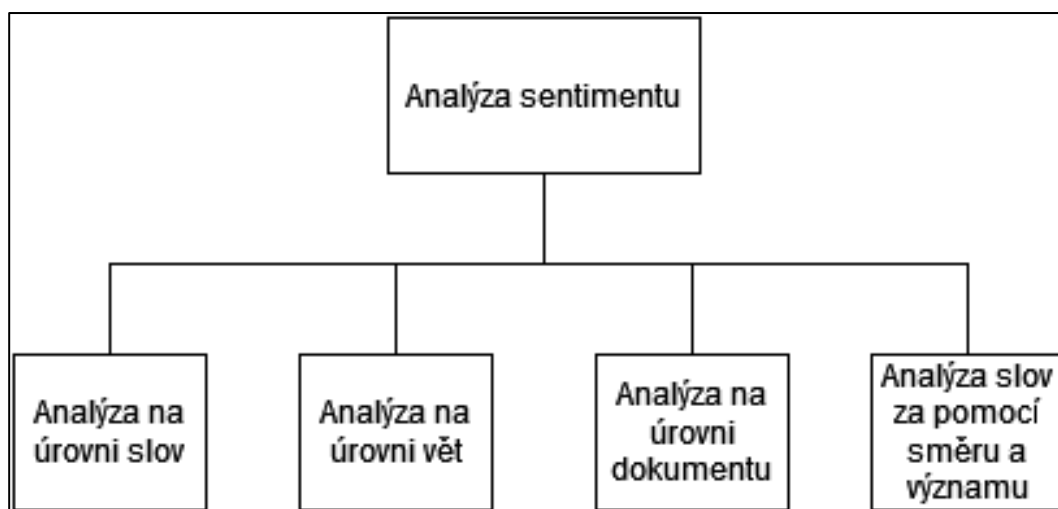 Analýza sentimentu
Analýza na
úrovni slov
Analýza na
úrovni vět
Analýza na
úrovni
dokumentu
Analýza slov
za pomocí
směru a
významu